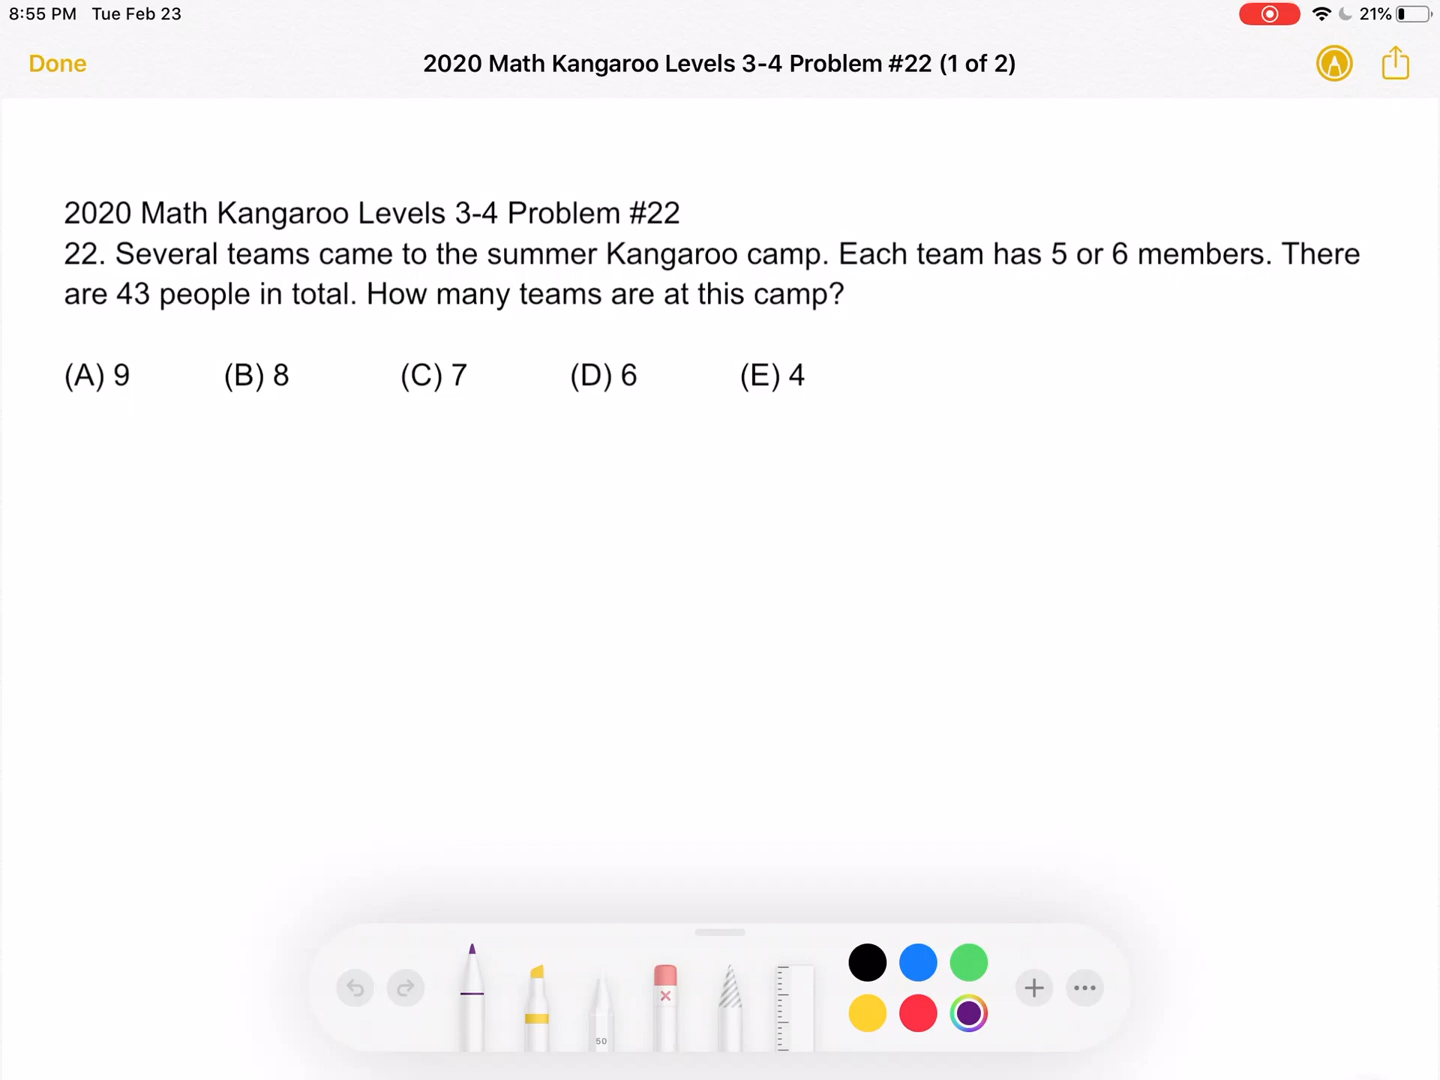 8:55 PM Tue Feb 23
21%
Done
2020 Math Kangaroo Levels 3-4 Problem #22 (1 of 2)
2020 Math Kangaroo Levels 3-4 Problem #22
22. Several teams came to the summer Kangaroo camp. Each team has 5 or 6 members. There
are 43 people in total. How many teams are at this camp?
(A) 9 (B) 8 (C) 7 (D) 6 (E) 4
50